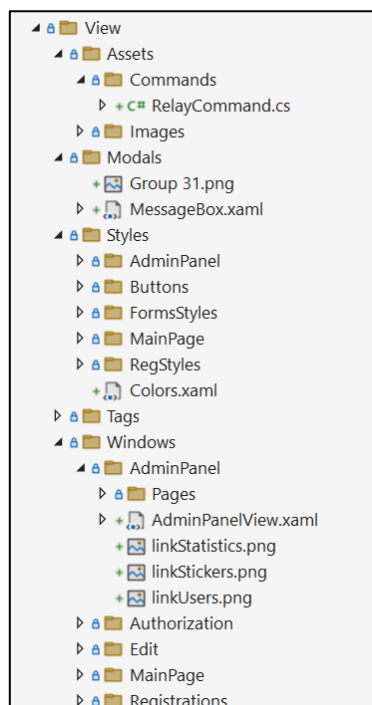 View
Assets
Commands
C# RelayCommand.cs
Images
Modals
Group 31.png
MessageBox.xaml
Styles
AdminPanel
Buttons
FormsStyles
MainPage
RegStyles
Colors.xaml
Tags
Windows
AdminPanel
Pages
AdminPanelView.xaml
linkStatistics.png
linkStickers.png
linkUsers.png
Authorization
Edit
MainPage
Registrations